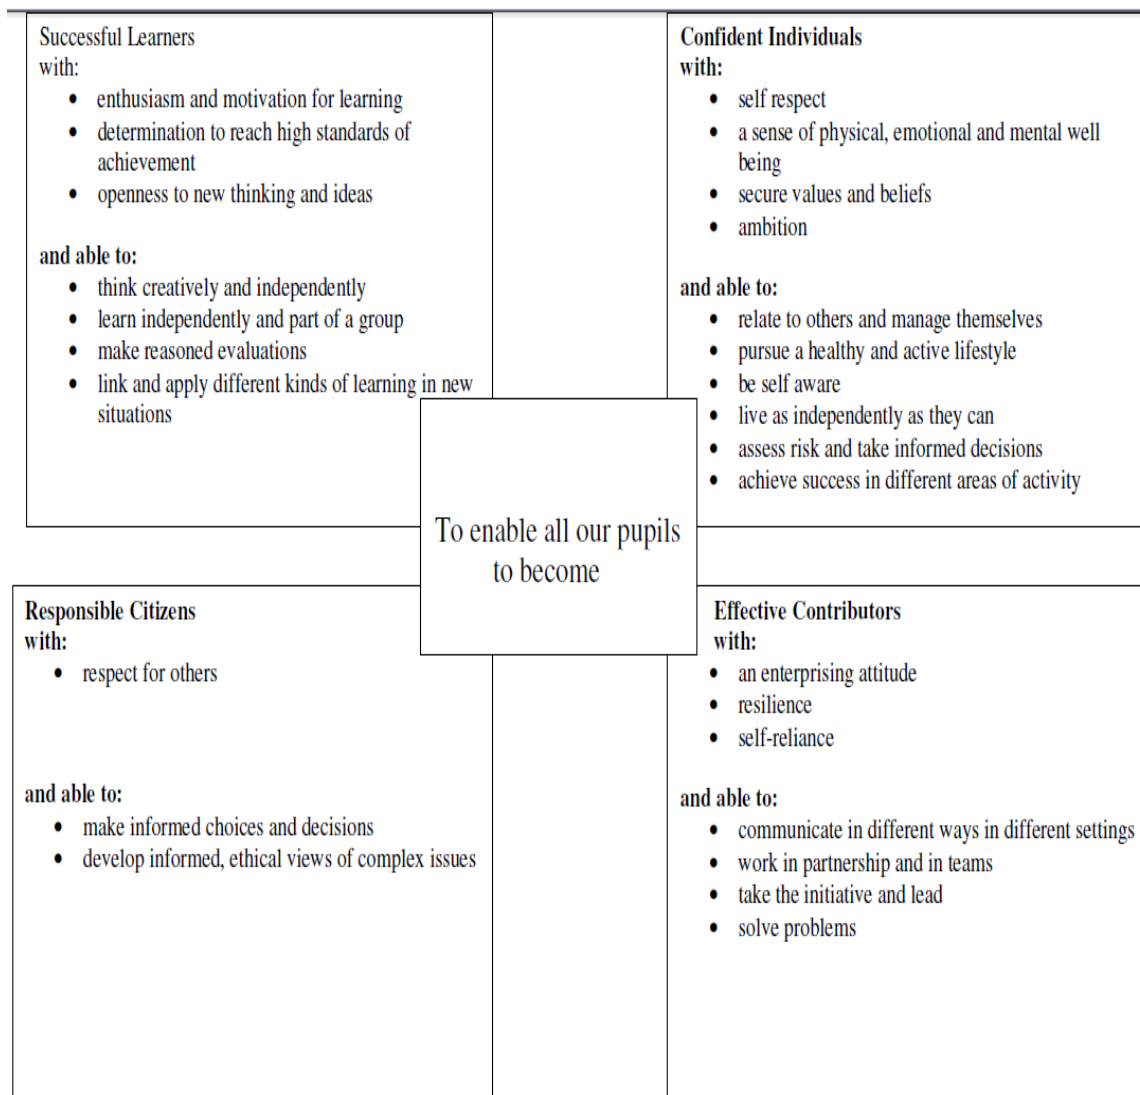 Successful Learners
with:
• enthusiasm and motivation for learning
• determination to reach high standards of
achievement
• openness to new thinking and ideas
and able to:
• think creatively and independently
• learn independently and part of a group
• make reasoned evaluations
• link and apply different kinds of learning in new
situations
Confident Individuals
with:
• self respect
• a sense of physical, emotional and mental well
being
• secure values and beliefs
• ambition
and able to:
• relate to others and manage themselves
• pursue a healthy and active lifestyle
• be self aware
• live as independently as they can
• assess risk and take informed decisions
• achieve success in different areas of activity
To enable all our pupils
to become
Responsible Citizens
with:
• respect for others
and able to:
• make informed choices and decisions
• develop informed, ethical views of complex issues
Effective Contributors
with:
• an enterprising attitude
• resilience
• self-reliance
and able to:
• communicate in different ways in different settings
• work in partnership and in teams
• take the initiative and lead
• solve problems